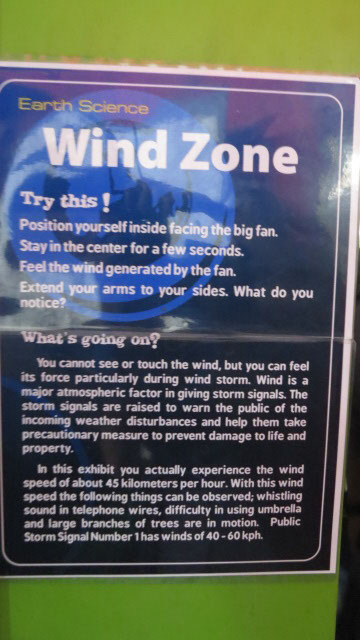 Earth Science
Wind Zone
Try this!
Position yourself inside facing the big fan.
Stay in the center for a few seconds.
Feel the wind generated by the fan.
Extend your arms to your sides. What do you
notice?
What's going on?
You cannot see or touch the wind, but you can feel
its force particularly during wind storm. Wind is a
major atmospheric factor in giving storm signals. The
storm signals are raised to warn the public of the
incoming weather disturbances and help them take
precautionary measure to prevent damage to life and
property.
In this exhibit you actually experience the wind
speed of about 45 kilometers per hour. With this wind
speed the following things can be observed; whistling
sound in telephone wires, difficulty in using umbrella
and large branches of trees are in motion. Public
Storm Signal Number 1 has winds of 40 - 60 kph.